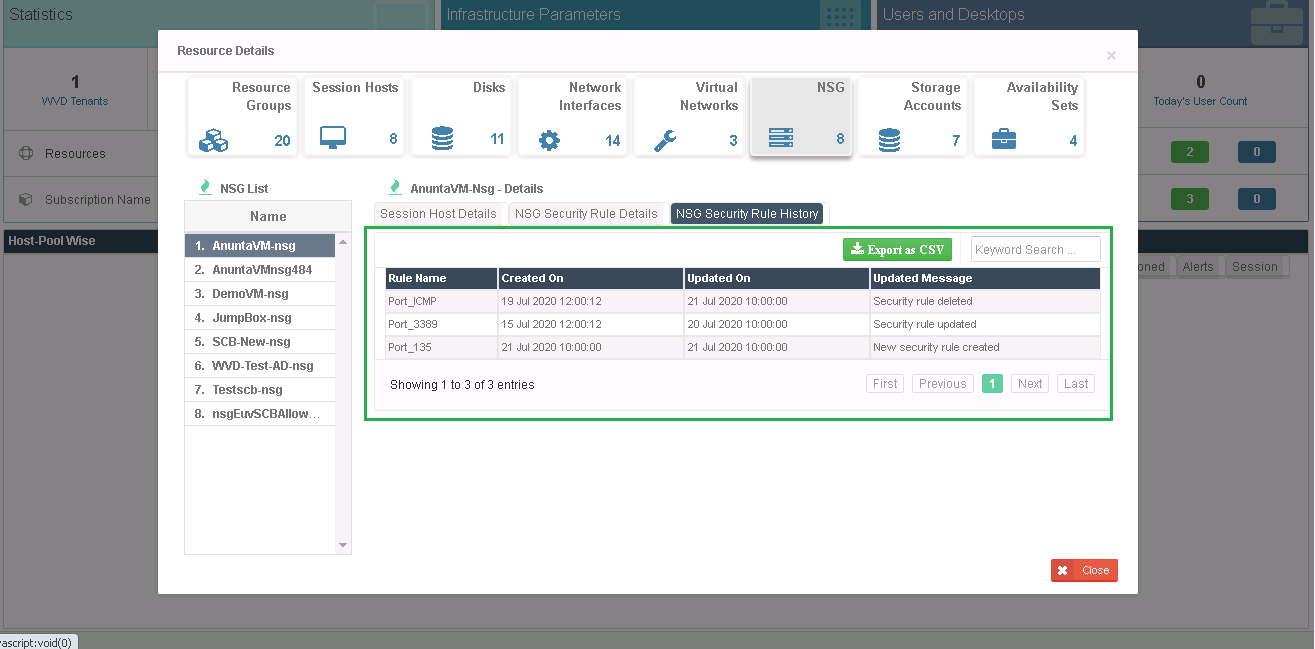 Statistics
Infrastructure Parameters
Users and Desktops
Resource Details
×
Resource
Groups
20
Session Hosts
8
Disks
11
Network
Interfaces
14
Virtual
Networks
3
NSG
8
Storage
Accounts
7
Availability
Sets
4
1
WVD Tenants
0
Today's User Count
Resources
2 0
Subscription Name
3 0
Host-Pool Wise
oned Alerts Session
NSG List
Name
1. AnuntaVM-nsg
2. AnuntaVMnsg484
3. DemoVM-nsg
4. JumpBox-nsg
5. SCB-New-nsg
6. WVD-Test-AD-nsg
7. Testscb-nsg
8. nsgEuvSCBAllow...
AnuntaVM-Nsg - Details
Session Host Details NSG Security Rule Details NSG Security Rule History
Export as CSV Keyword Search ...
Rule Name Created On Updated On Updated Message
Port_ICMP 19 Jul 2020 12:00:12 21 Jul 2020 10:00:00 Security rule deleted
Port_3389 15 Jul 2020 12:00:12 20 Jul 2020 10:00:00 Security rule updated
Port_135 21 Jul 2020 10:00:00 21 Jul 2020 10:00:00 New security rule created
Showing 1 to 3 of 3 entries
First Previous 1 Next Last
Close
ascript:void(0)